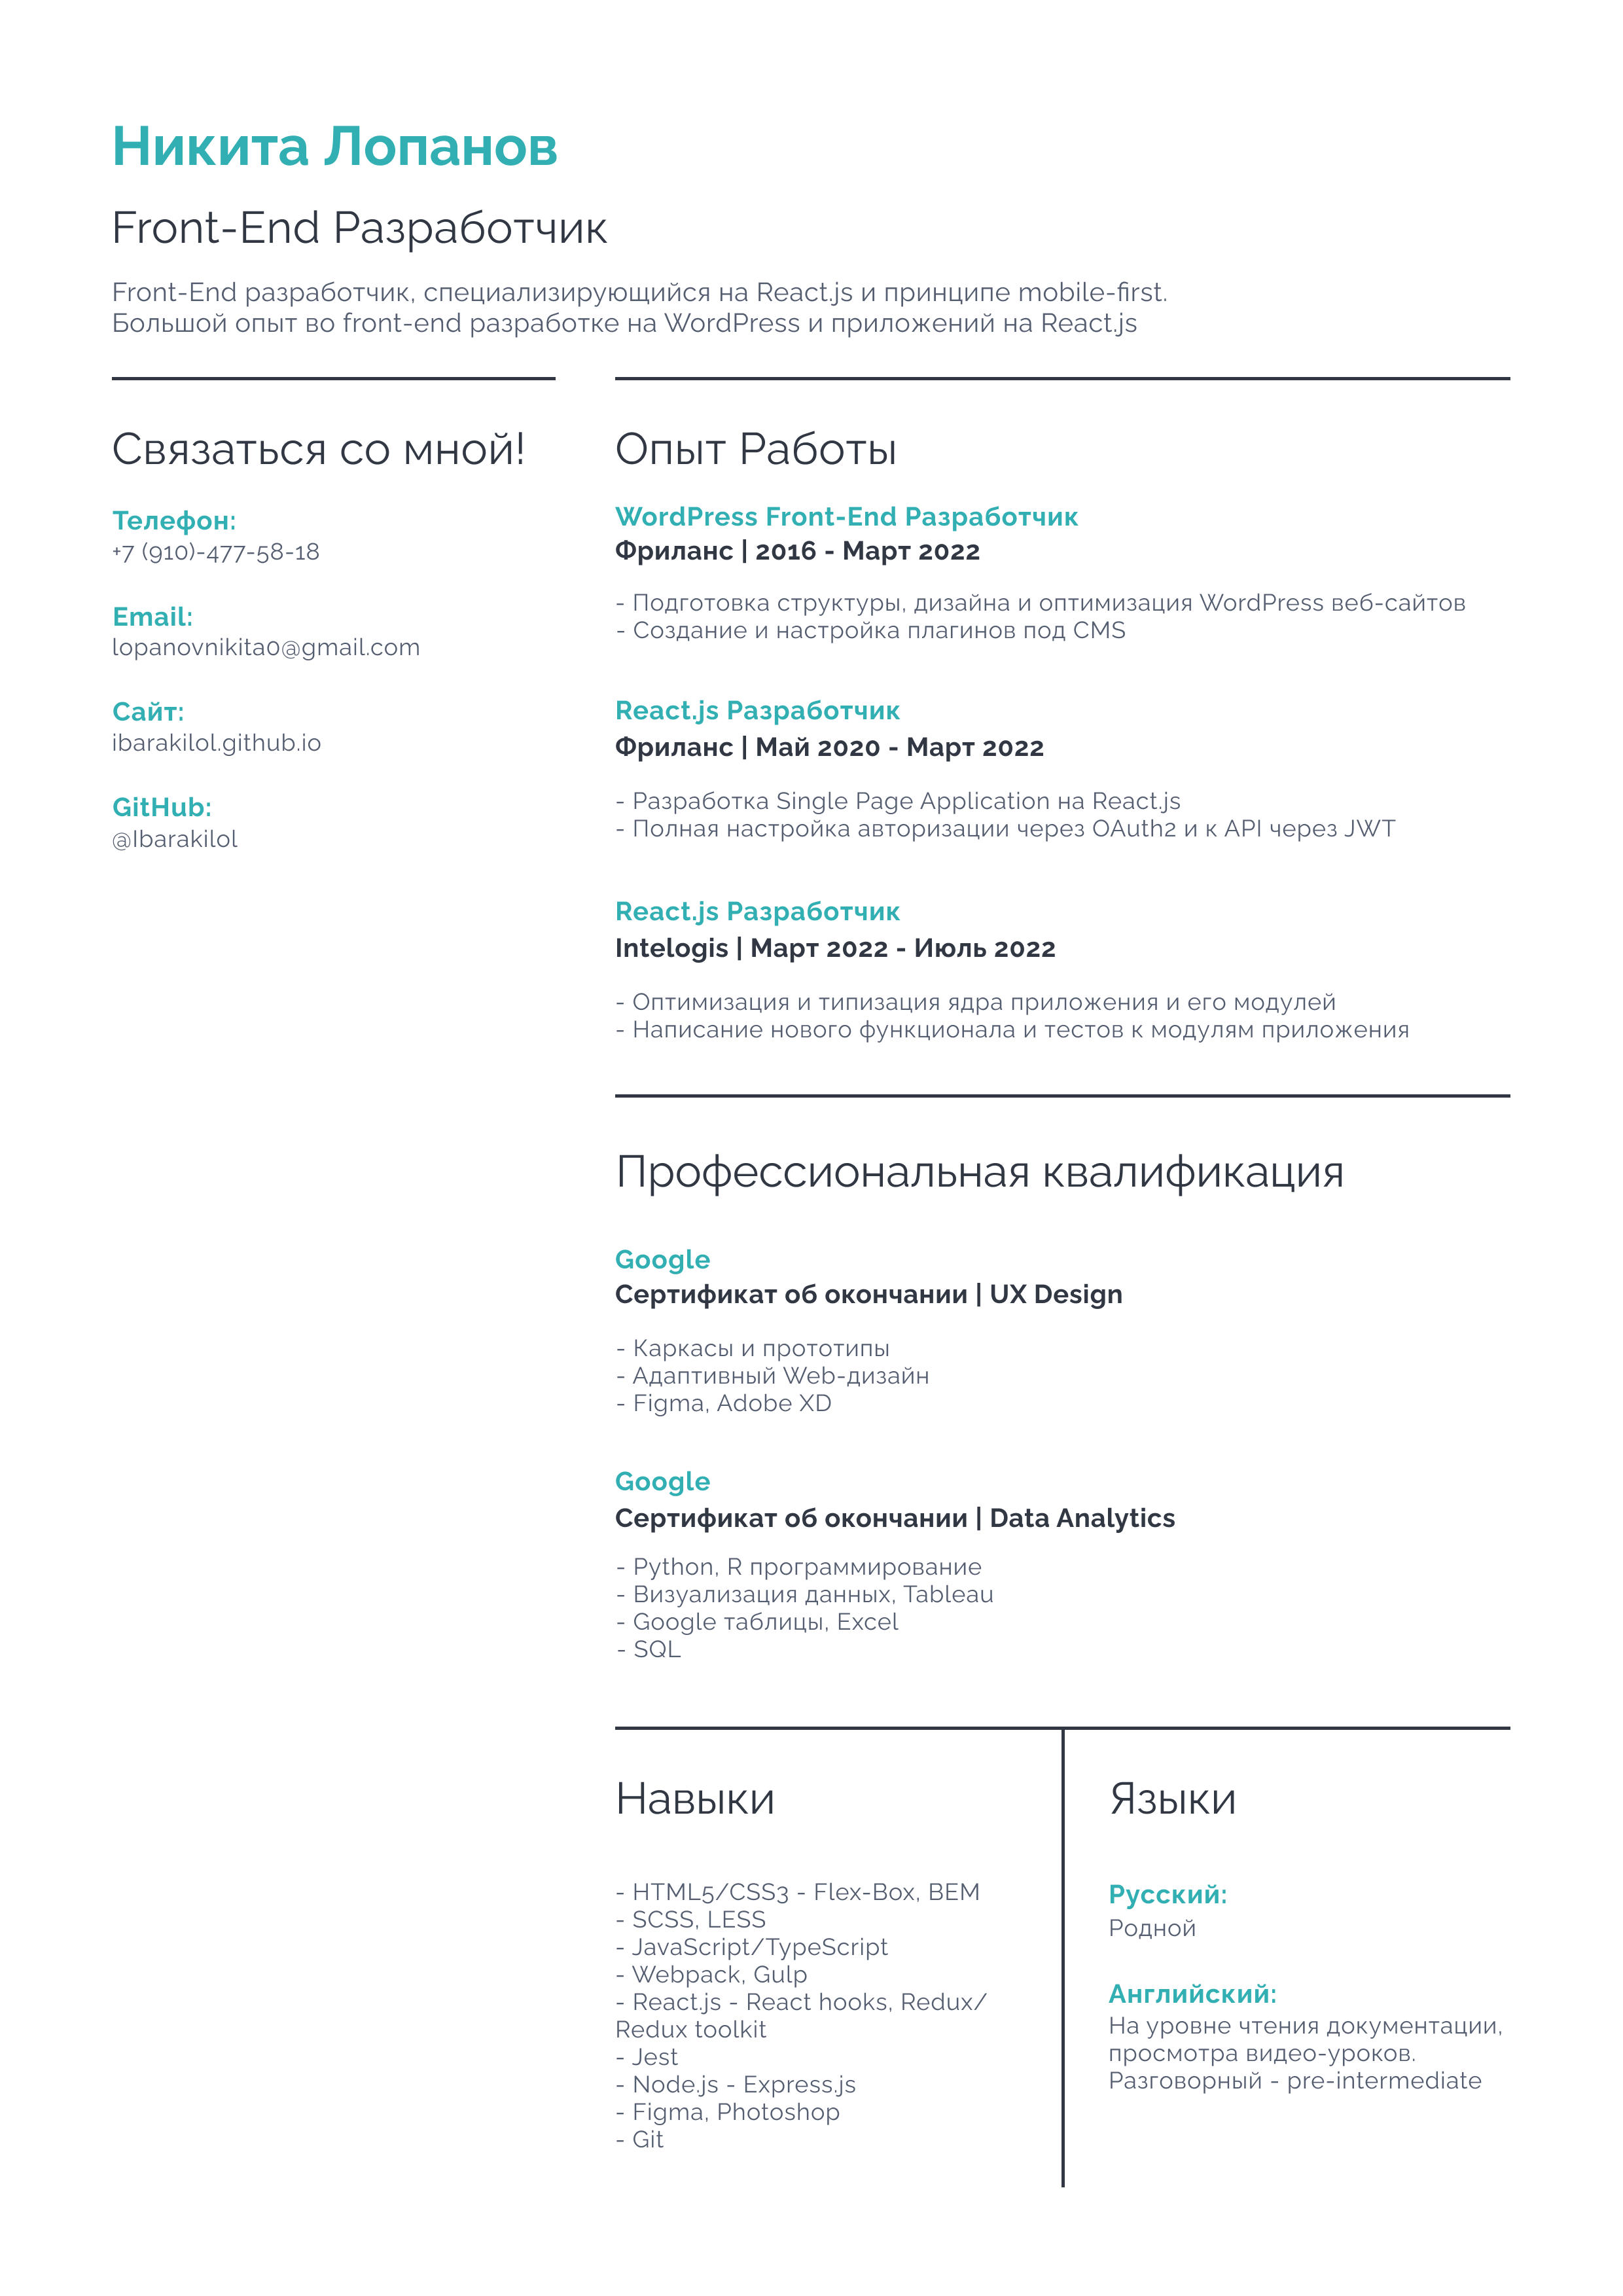 Никита Лопанов
Front-End Разработчик
Front-End разработчик, специализирующийся на React.js и принципе mobile-first.
Большой опыт во front-end разработке на WordPress и приложений на React.js
Связаться со мной!
Телефон:
+7 (910)-477-58-18
Email:
lopanovnikita0@gmail.com
Сайт:
ibarakilol.github.io
GitHub:
@Ibarakilol
Опыт Работы
WordPress Front-End Разработчик
Фриланс | 2016 - Март 2022
- Подготовка структуры, дизайна и оптимизация WordPress веб-сайтов
- Создание и настройка плагинов под CMS
React.js Разработчик
Фриланс | Май 2020 - Март 2022
- Разработка Single Page Application на React.js
- Полная настройка авторизации через OAuth2 и к API через JWT
React.js Разработчик
Intelogis | Март 2022 - Июль 2022
- Оптимизация и типизация ядра приложения и его модулей
- Написание нового функционала и тестов к модулям приложения
Профессиональная квалификация
Google
Сертификат об окончании | UX Design
- Каркасы и прототипы
- Адаптивный Web-дизайн
- Figma, Adobe XD
Google
Сертификат об окончании | Data Analytics
- Python, R программирование
- Визуализация данных, Tableau
- Google таблицы, Excel
- SQL
Навыки
- HTML5/CSS3 - Flex-Box, BEM
- SCSS, LESS
- JavaScript/TypeScript
- Webpack, Gulp
- React.js - React hooks, Redux/
Redux toolkit
- Jest
- Node.js - Express.js
- Figma, Photoshop
- Git
Языки
Русский:
Родной
Английский:
На уровне чтения документации,
просмотра видео-уроков.
Разговорный - pre-intermediate